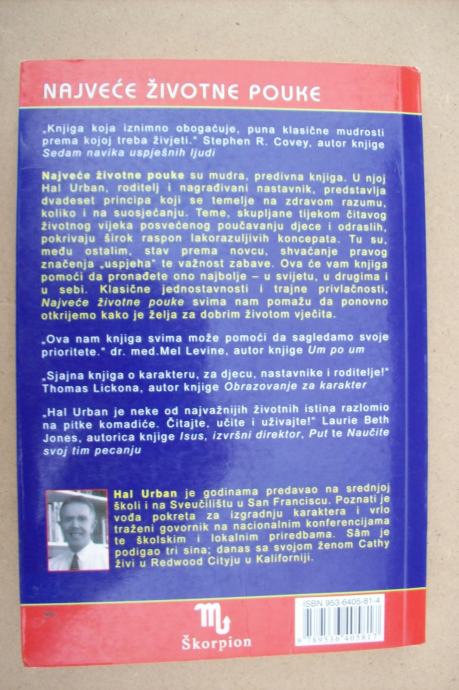 NAJVEĆE ŽIVOTNE POUKE
„Knjiga koja iznimno obogaćuje, puna klasične mudrosti
prema kojoj treba živjeti.“ Stephen R. Covey, autor knjige
Sedam navika uspješnih ljudi
Najveće životne pouke su mudra, predivna knjiga. U njoj
Hal Urban, roditelj i nagrađivani nastavnik, predstavlja
dvadeset principa koji se temelje na zdravom razumu,
koliko i na suosjećanju. Teme, skupljane tijekom čitavog
životnog vijeka posvećenog poučavanju djece i odraslih,
pokrivaju širok raspon lakorazuljivih koncepata. Tu su,
među ostalim, stav prema novcu, shvaćanje pravog
značenja „uspjeha“ te važnost zabave. Ova će vam knjiga
pomoći da pronađete ono najbolje – u svijetu, u drugima i
u sebi. Klasične jednostavnosti i trajne privlačnosti,
Najveće životne pouke svima nam pomažu da ponovno
otkrijemo kako je želja za dobrim životom vječita.
„Ova nam knjiga svima može pomoći da sagledamo svoje
prioritete.“ dr. med.Mel Levine, autor knjige Um po um
„Sjajna knjiga o karakteru, za djecu, nastavnike i roditelje!“
Thomas Lickona, autor knjige Obrazovanje za karakter
„Hal Urban je neke od najvažnijih životnih istina razlomio
na pitke komadiće. Čitajte, učite i uživajte!“ Laurie Beth
Jones, autorica knjige Isus, izvršni direktor, Put te Naučite
svoj tim pecanju
Hal Urban je godinama predavao na srednjoj
školi i na Sveučilištu u San Franciscu. Poznati je
vođa pokreta za izgradnju karaktera i vrlo
traženi govornik na nacionalnim konferencijama
te školskim i lokalnim priredbama. Sâm je
podigao tri sina; danas sa svojom ženom Cathy
živi u Redwood Cityju u Kaliforniji.
Škorpion
ISBN 953-6405-81-4
9789536405817